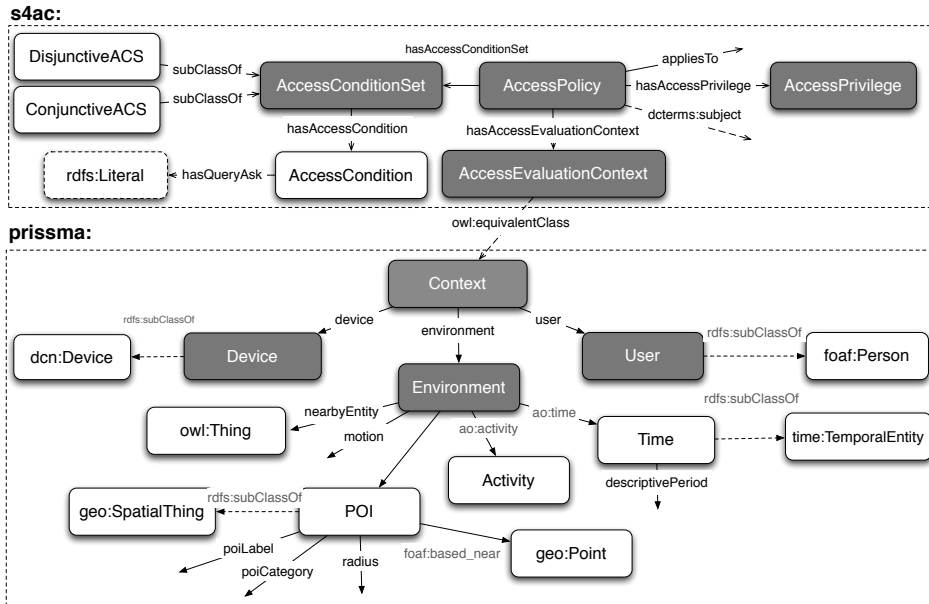 s4ac:
DisjunctiveACS
subClassOf
ConjunctiveACS
subClassOf
AccessConditionSet
hasAccessConditionSet
AccessPolicy
appliesTo
hasAccessPrivilege
AccessPrivilege
dcterms:subject
hasAccessCondition
hasAccessEvaluationContext
rdfs:Literal
hasQueryAsk
AccessCondition
AccessEvaluationContext
owl:equivalentClass
prissma:
Context
device
environment
user
rdfs:subClassOf
dcn:Device
Device
User
rdfs:subClassOf
foaf:Person
Environment
nearbyEntity
owl:Thing
motion
ao:activity
ao:time
rdfs:subClassOf
Time
time:TemporalEntity
Activity
descriptivePeriod
geo:SpatialThing
rdfs:subClassOf
POI
poiLabel
poiCategory
radius
foaf:based_near
geo:Point